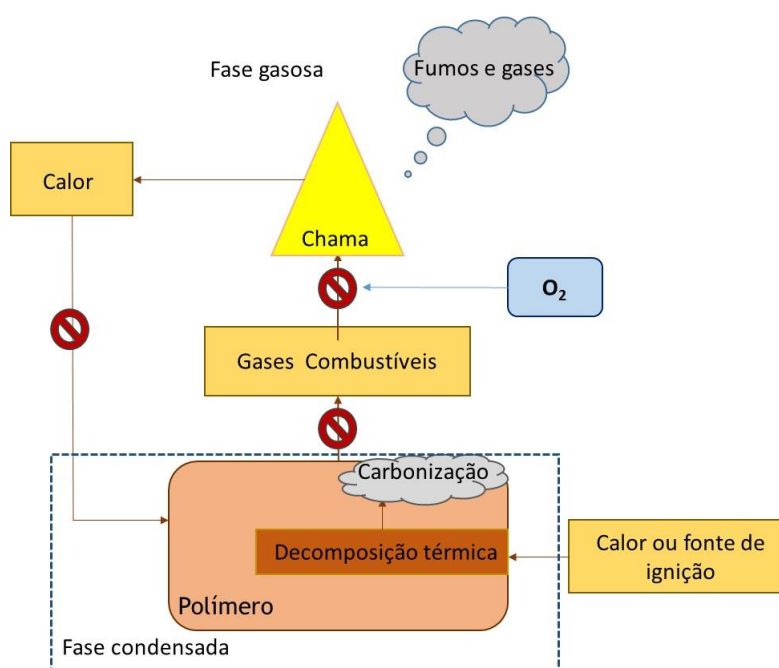 Fase gasosa
Fumos e gases
Calor
Chama
O₂
Gases Combustíveis
Carbonização
Decomposição térmica
Calor ou fonte de
ignição
Polímero
Fase condensada